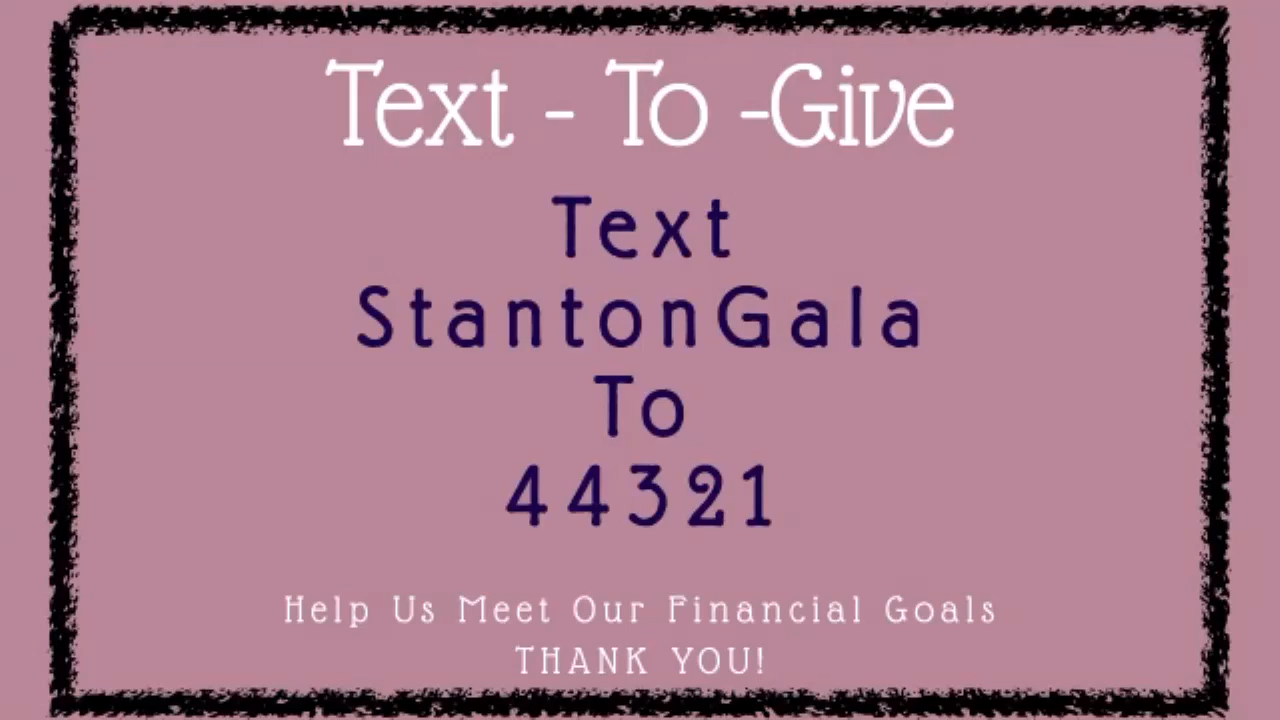 Text - To -Give
Text
StantonGala
To
44321
Help Us Meet Our Financial Goals
THANK YOU!